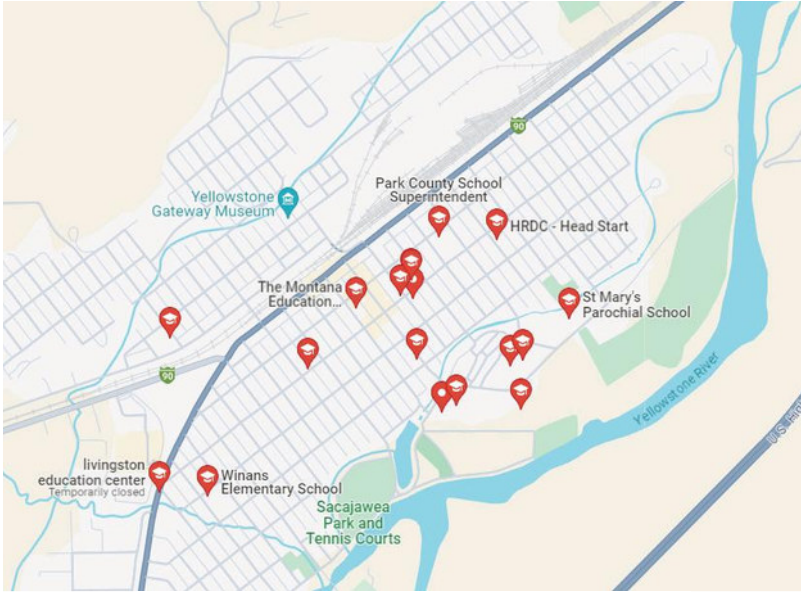 90
Park County School
Superintendent
Yellowstone
Gateway Museum
HRDC - Head Start
The Montana
Education...
St Mary's
Parochial School
90
Yellowstone River
livingston
education center
Temporarily closed
Winans
Elementary School
Sacajawea
Park and
Tennis Courts